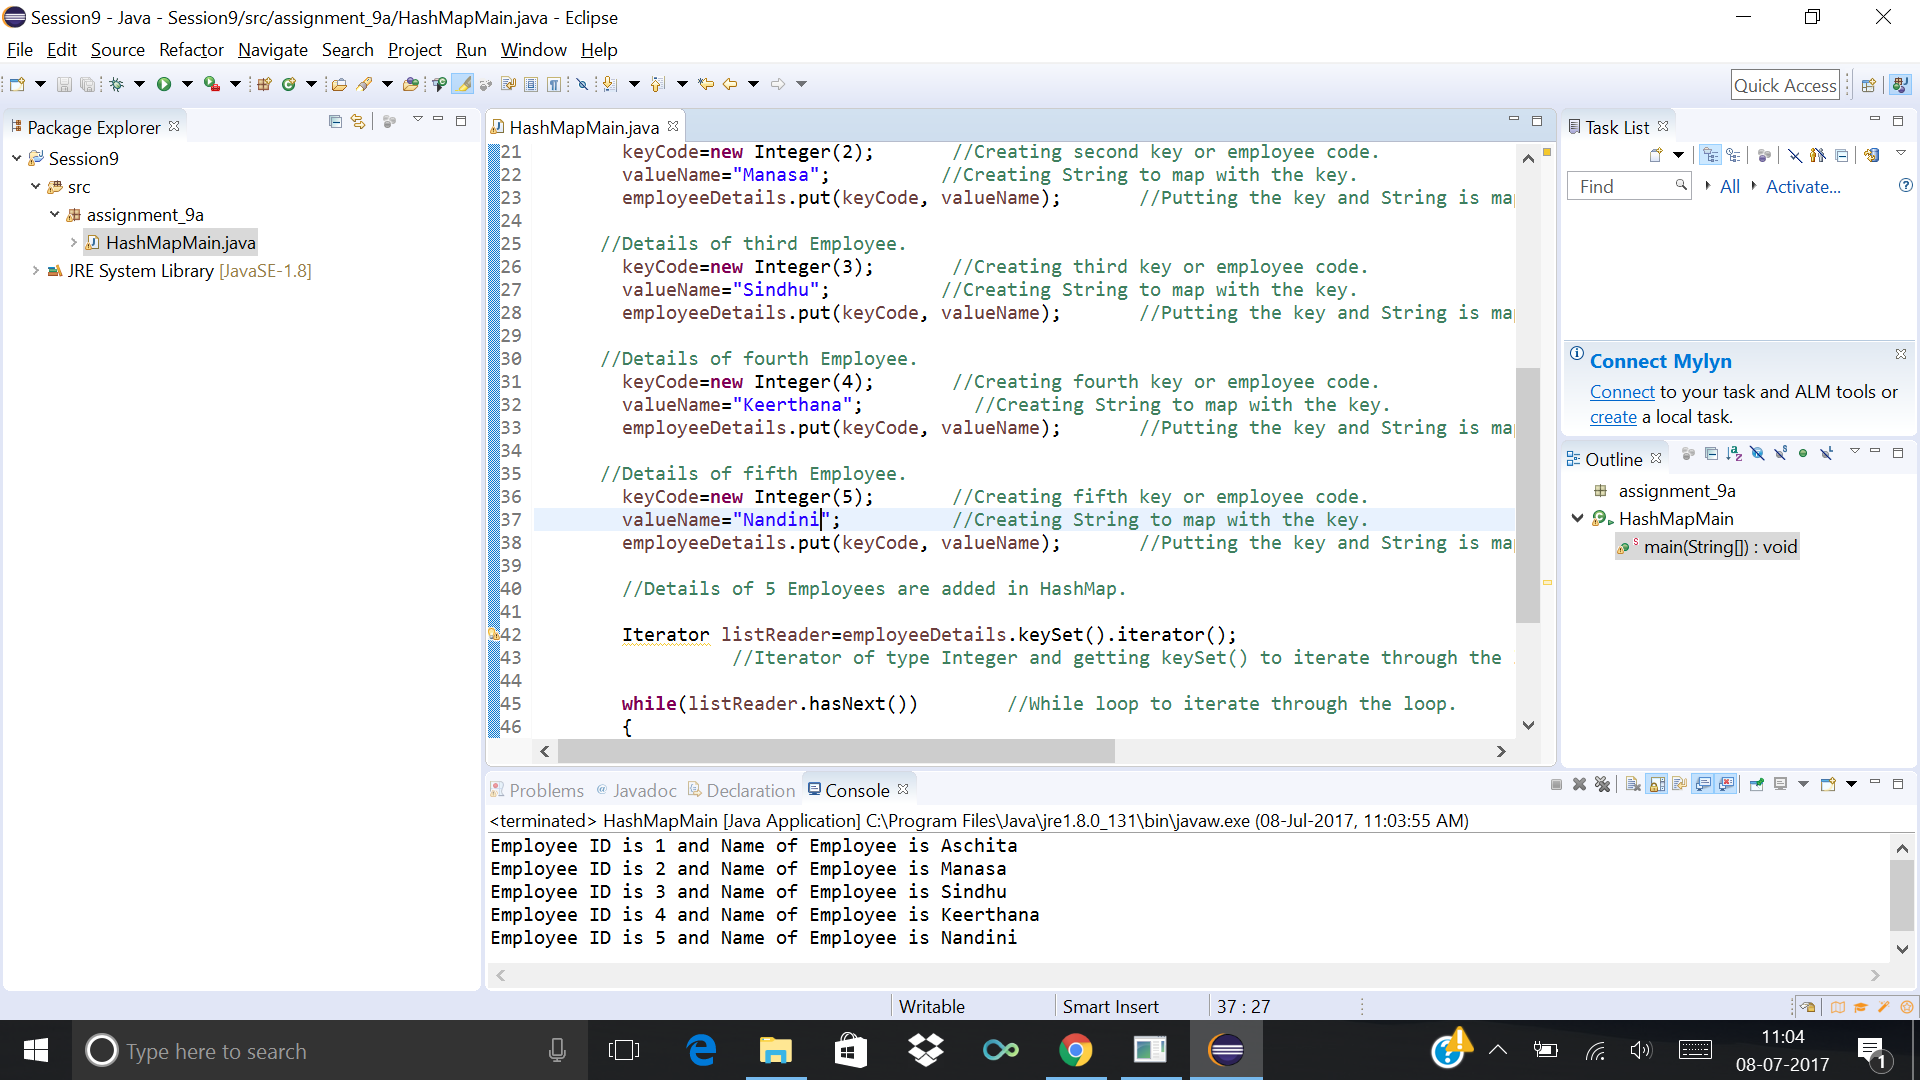 Session9 - Java - Session9/src/assignment_9a/HashMapMain.java - Eclipse
File Edit Source Refactor Navigate Search Project Run Window Help
Quick Access
Package Explorer
Session9
src
assignment_9a
HashMapMain.java
JRE System Library [JavaSE-1.8]
HashMapMain.java
21 keyCode=new Integer(2); //Creating second key or employee code.
22 valueName="Manasa"; //Creating String to map with the key.
23 employeeDetails.put(keyCode, valueName); //Putting the key and String is ma
24
25 //Details of third Employee.
26 keyCode=new Integer(3); //Creating third key or employee code.
27 valueName="Sindhu"; //Creating String to map with the key.
28 employeeDetails.put(keyCode, valueName); //Putting the key and String is ma
29
30 //Details of fourth Employee.
31 keyCode=new Integer(4); //Creating fourth key or employee code.
32 valueName="Keerthana"; //Creating String to map with the key.
33 employeeDetails.put(keyCode, valueName); //Putting the key and String is ma
34
35 //Details of fifth Employee.
36 keyCode=new Integer(5); //Creating fifth key or employee code.
37 valueName="Nandini"; //Creating String to map with the key.
38 employeeDetails.put(keyCode, valueName); //Putting the key and String is ma
39
40 //Details of 5 Employees are added in HashMap.
41
42 Iterator listReader=employeeDetails.keySet().iterator();
43 //Iterator of type Integer and getting keySet() to iterate through the
44
45 while(listReader.hasNext()) //While loop to iterate through the loop.
46 {
Task List
Find All Activate...
Connect Mylyn
Connect to your task and ALM tools or
create a local task.
Outline
assignment_9a
HashMapMain
main(String[]) : void
Problems @ Javadoc Declaration Console
<terminated> HashMapMain [Java Application] C:\Program Files\Java\jre1.8.0_131\bin\javaw.exe (08-Jul-2017, 11:03:55 AM)
Employee ID is 1 and Name of Employee is Aschita
Employee ID is 2 and Name of Employee is Manasa
Employee ID is 3 and Name of Employee is Sindhu
Employee ID is 4 and Name of Employee is Keerthana
Employee ID is 5 and Name of Employee is Nandini
Writable Smart Insert 37 : 27
Type here to search
11:04
08-07-2017
1